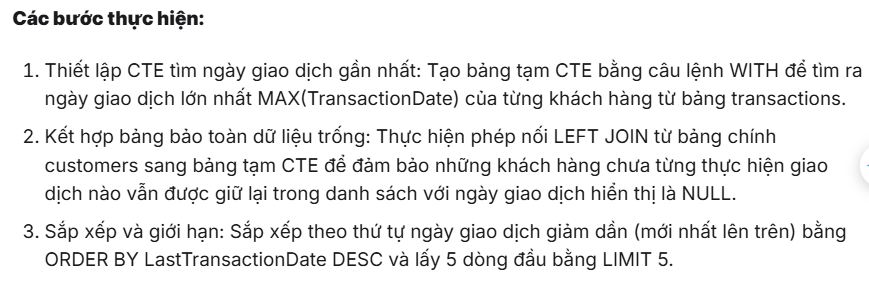 Các bước thực hiện:
1. Thiết lập CTE tìm ngày giao dịch gần nhất: Tạo bảng tạm CTE bằng câu lệnh WITH để tìm ra
ngày giao dịch lớn nhất MAX(TransactionDate) của từng khách hàng từ bảng transactions.
2. Kết hợp bảng bảo toàn dữ liệu trống: Thực hiện phép nối LEFT JOIN từ bảng chính
customers sang bảng tạm CTE để đảm bảo những khách hàng chưa từng thực hiện giao
dịch nào vẫn được giữ lại trong danh sách với ngày giao dịch hiển thị là NULL.
3. Sắp xếp và giới hạn: Sắp xếp theo thứ tự ngày giao dịch giảm dần (mới nhất lên trên) bằng
ORDER BY LastTransactionDate DESC và lấy 5 dòng đầu bằng LIMIT 5.